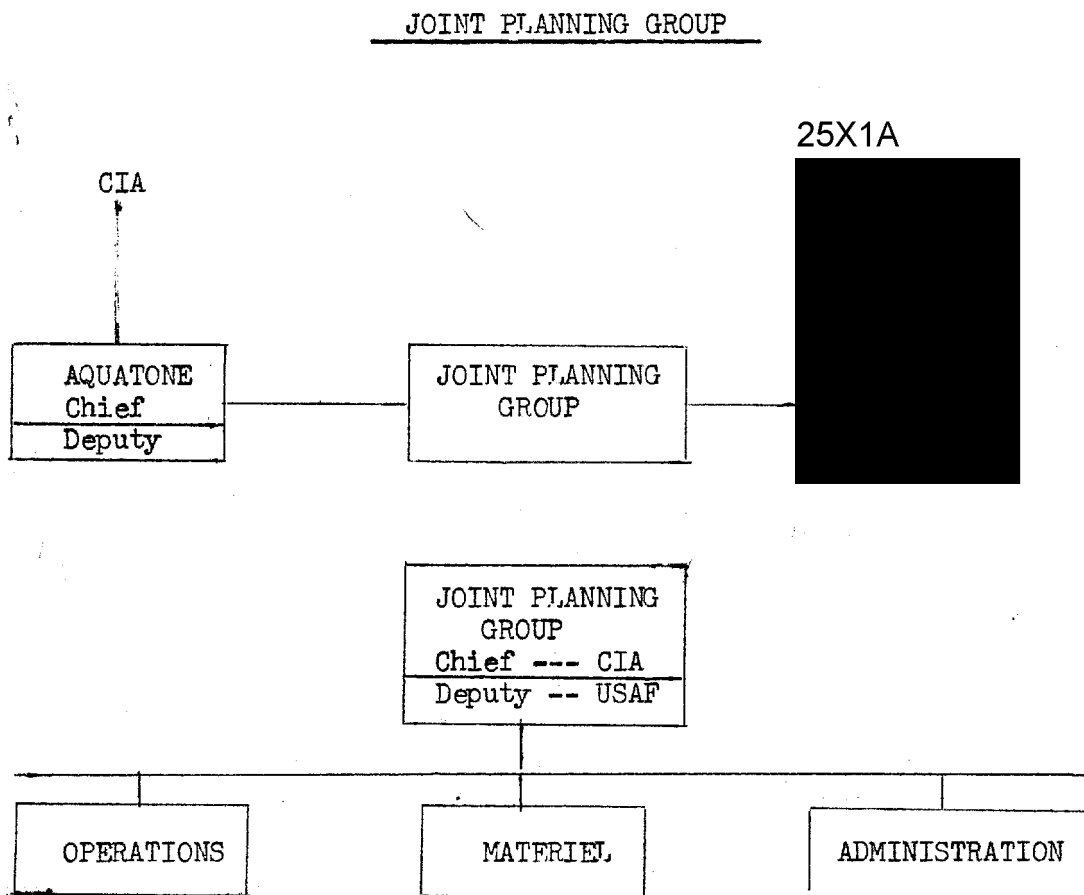 JOINT PLANNING GROUP
25X1A
CIA
AQUATONE
Chief
Deputy
JOINT PLANNING
GROUP
JOINT PLANNING
GROUP
Chief --- CIA
Deputy -- USAF
OPERATIONS
MATERIEL
ADMINISTRATION